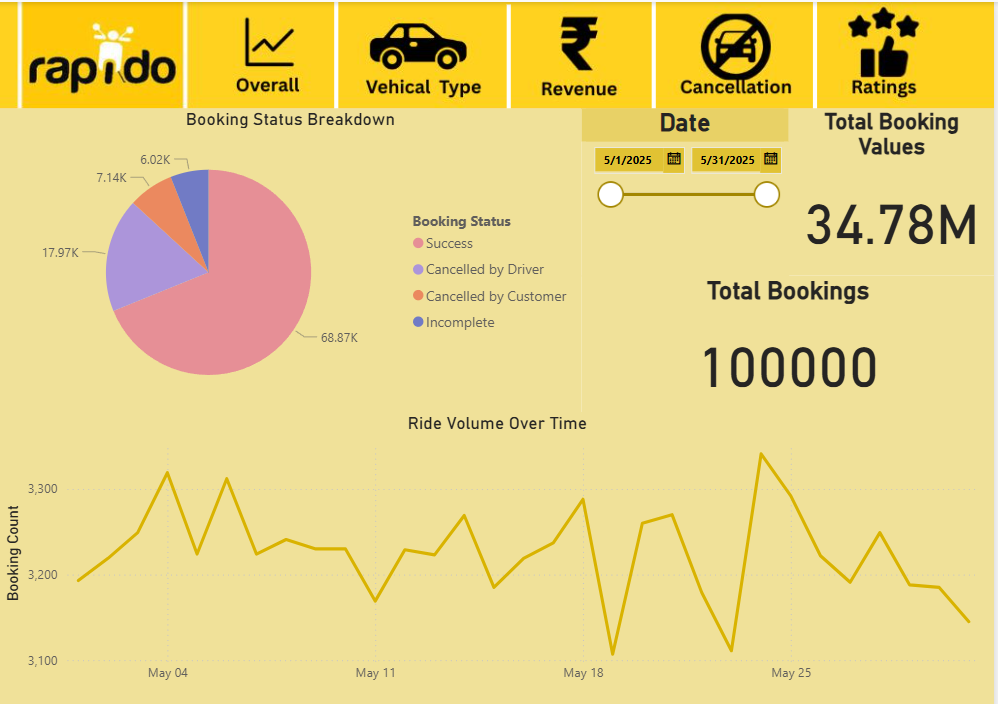 rapido
Overall
Vehical Type
Revenue
Cancellation
Ratings
Booking Status Breakdown
6.02K
7.14K
17.97K
68.87K
Booking Status
Success
Cancelled by Driver
Cancelled by Customer
Incomplete
Date
5/1/2025
5/31/2025
Total Booking
Values
34.78M
Total Bookings
100000
Ride Volume Over Time
Booking Count
3,300
3,200
3,100
May 04
May 11
May 18
May 25